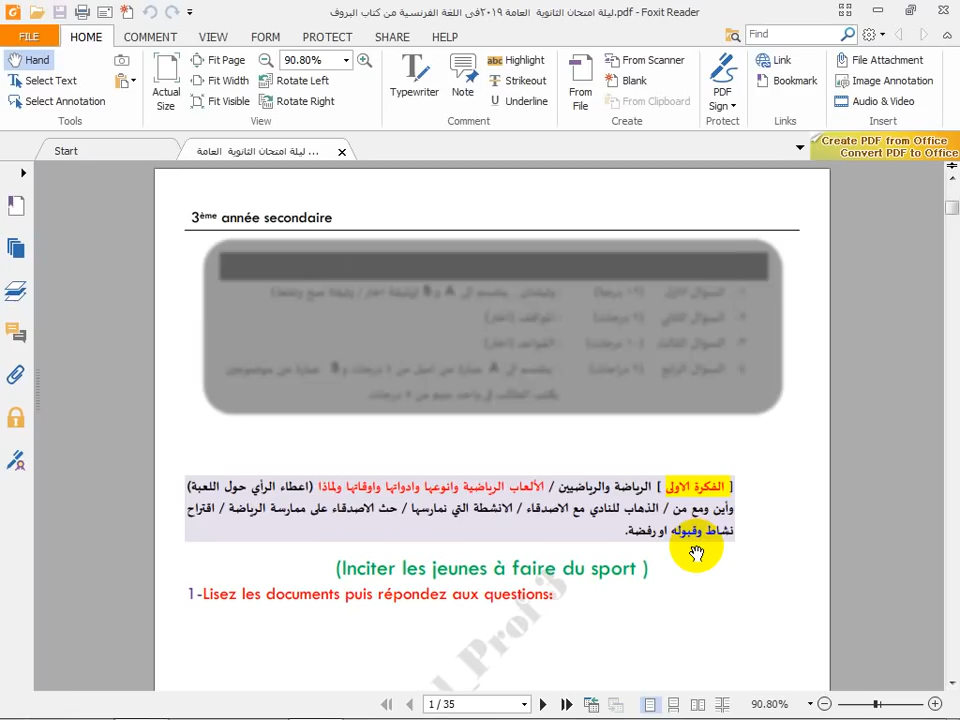 ليلة امتحان الثانوية العامة ٢٠١٩فى اللغة الفرنسية من كتاب البروف.pdf - Foxit Reader
FILE HOME COMMENT VIEW FORM PROTECT SHARE HELP Find
Hand
Select Text
Select Annotation
Tools
Actual Size
Fit Page
Fit Width
Fit Visible
90.80%
Rotate Left
Rotate Right
View
Typewriter
Note
Highlight
Strikeout
Underline
Comment
From File
From Scanner
Blank
From Clipboard
Create
PDF Sign
Protect
Link
Bookmark
Links
File Attachment
Image Annotation
Audio & Video
Insert
Start
ليلة امتحان الثانوية العامة ...
Create PDF from Office
Convert PDF to Office
3ème année secondaire
[ الفكرة الاولى ] الرياضة والرياضيين / الألعاب الرياضية وانوعها وادواتها واوقاتها ولماذا (اعطاء الرأي حول اللعبة)
وأين ومع من / الذهاب للنادي مع الاصدقاء / الانشطة التي نمارسها / حث الاصدقاء على ممارسة الرياضة / اقتراح
نشاط وقبوله او رفضة.
(Inciter les jeunes à faire du sport )
1-Lisez les documents puis répondez aux questions:
Prof 3
1 / 35
90.80%